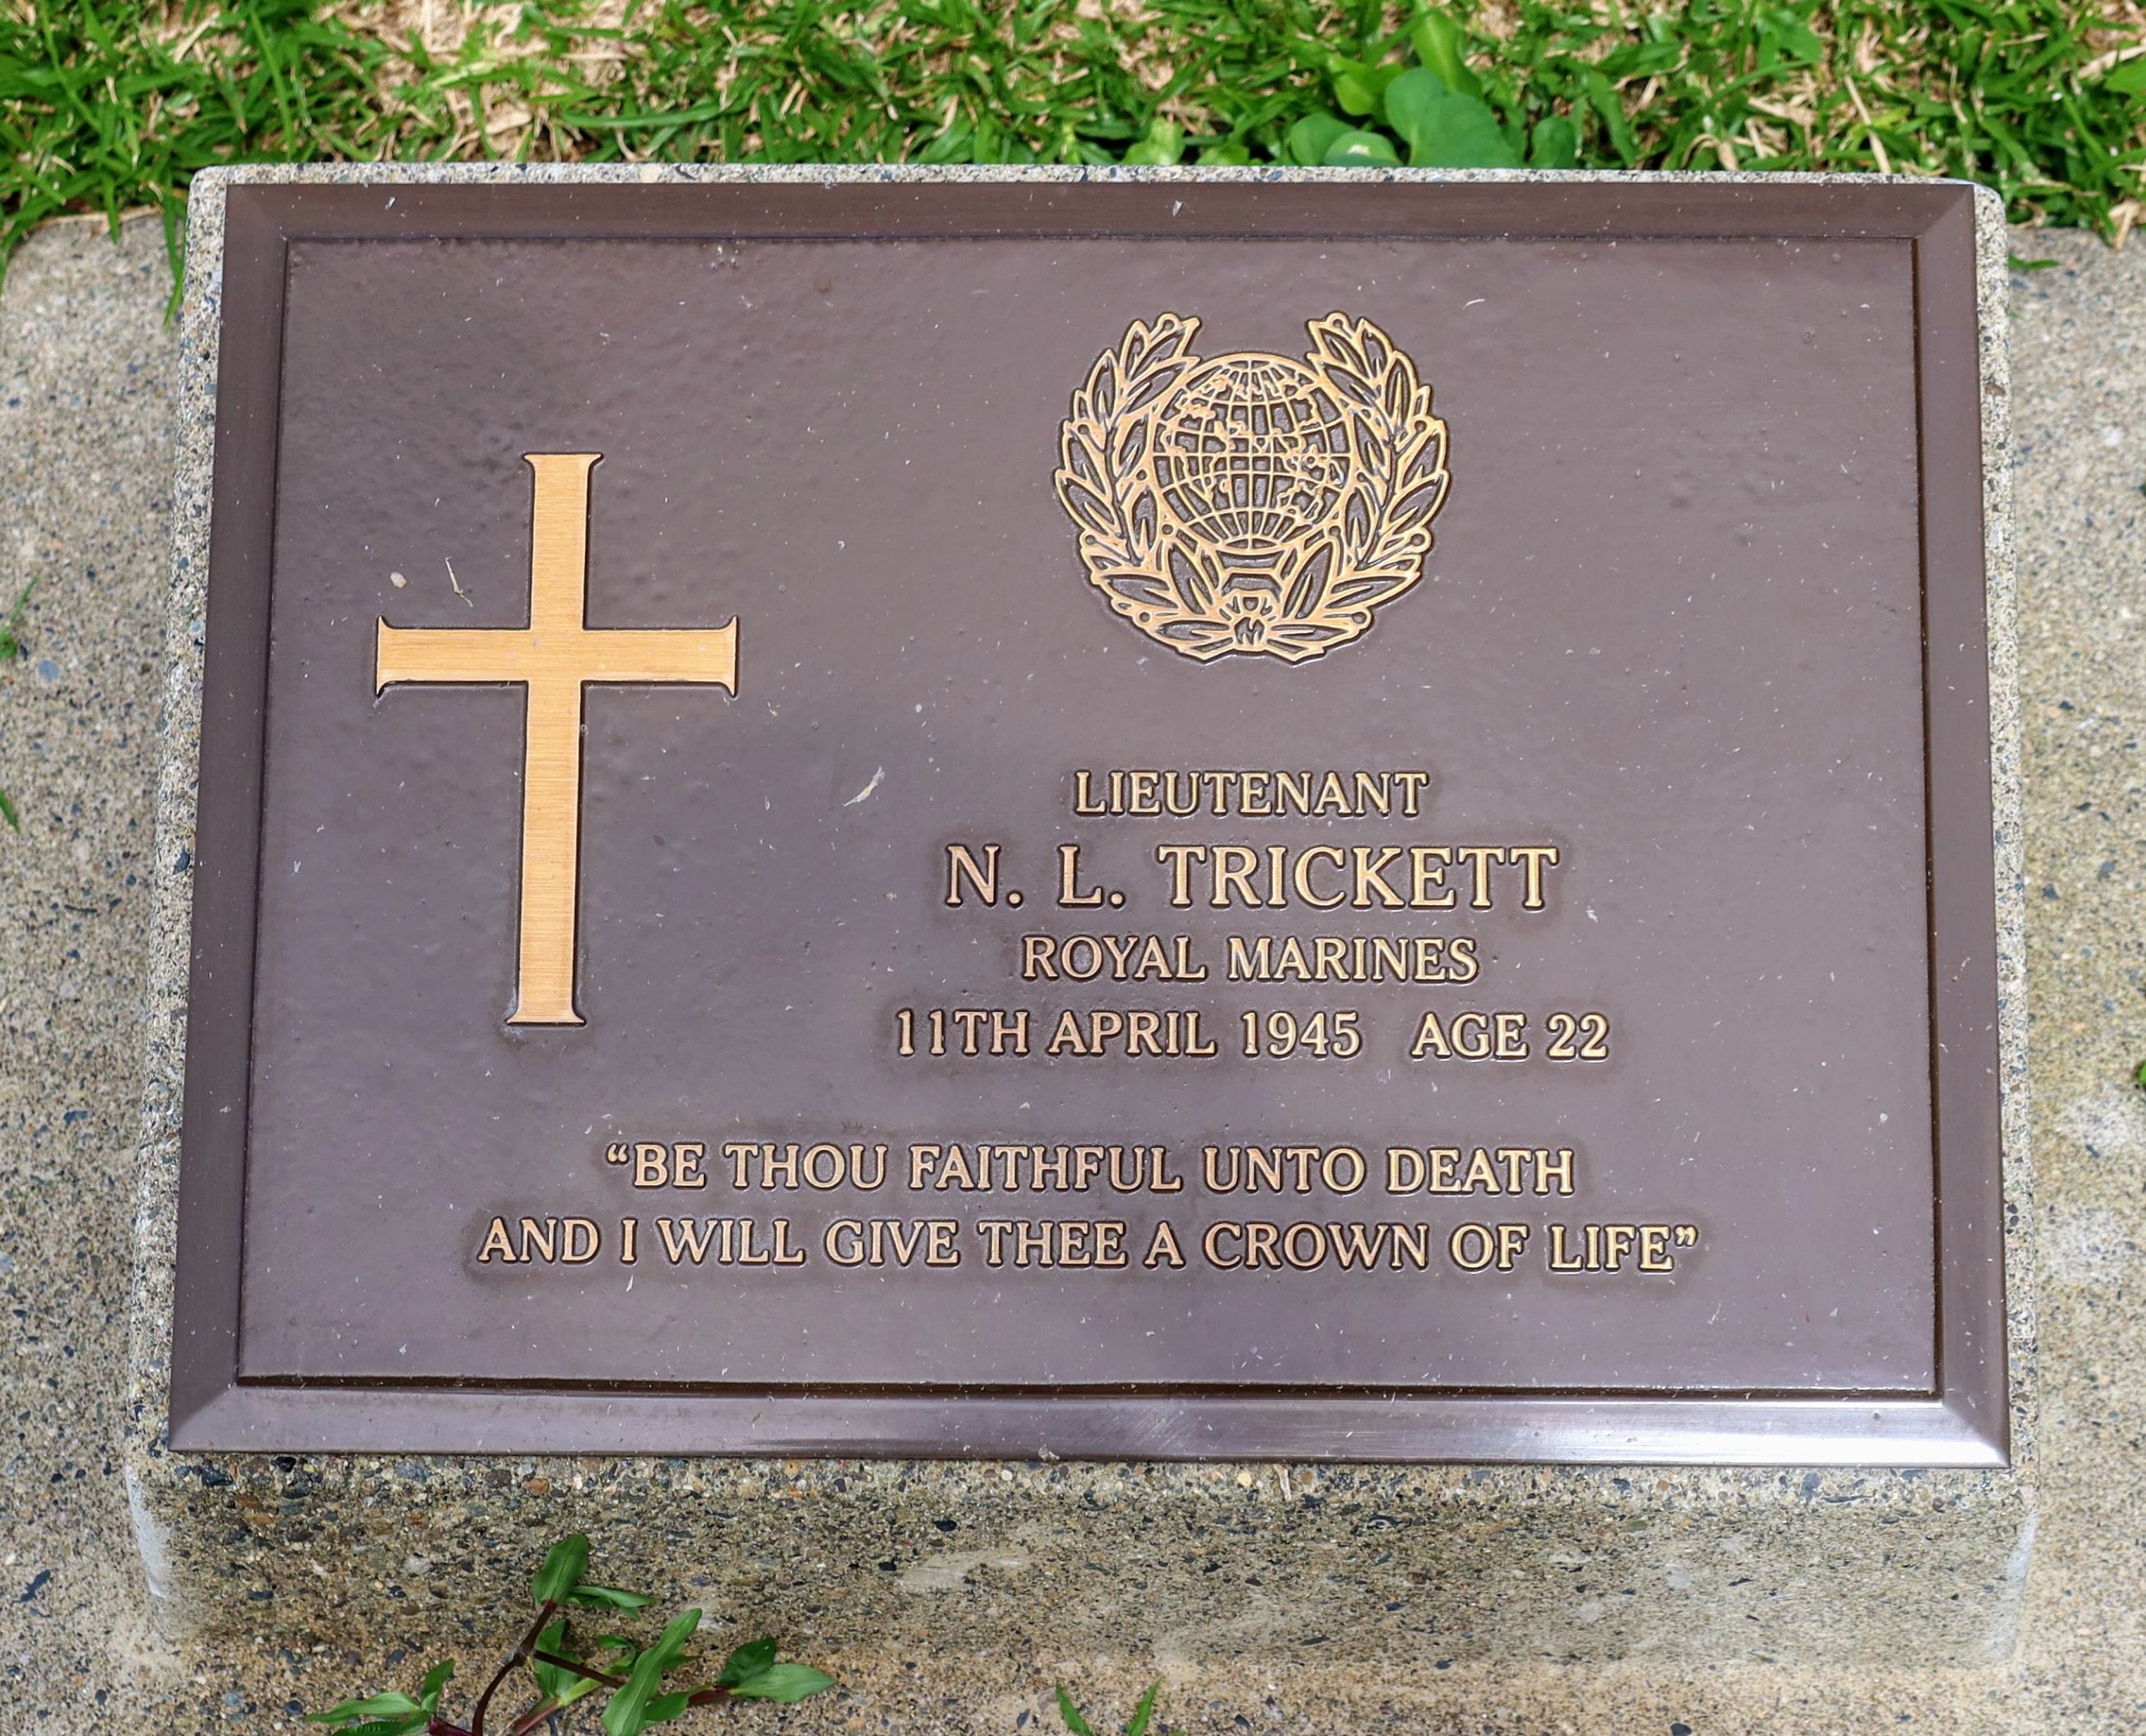 LIEUTENANT
N. L. TRICKETT
ROYAL MARINES
11TH APRIL 1945 AGE 22
“BE THOU FAITHFUL UNTO DEATH
AND I WILL GIVE THEE A CROWN OF LIFE”